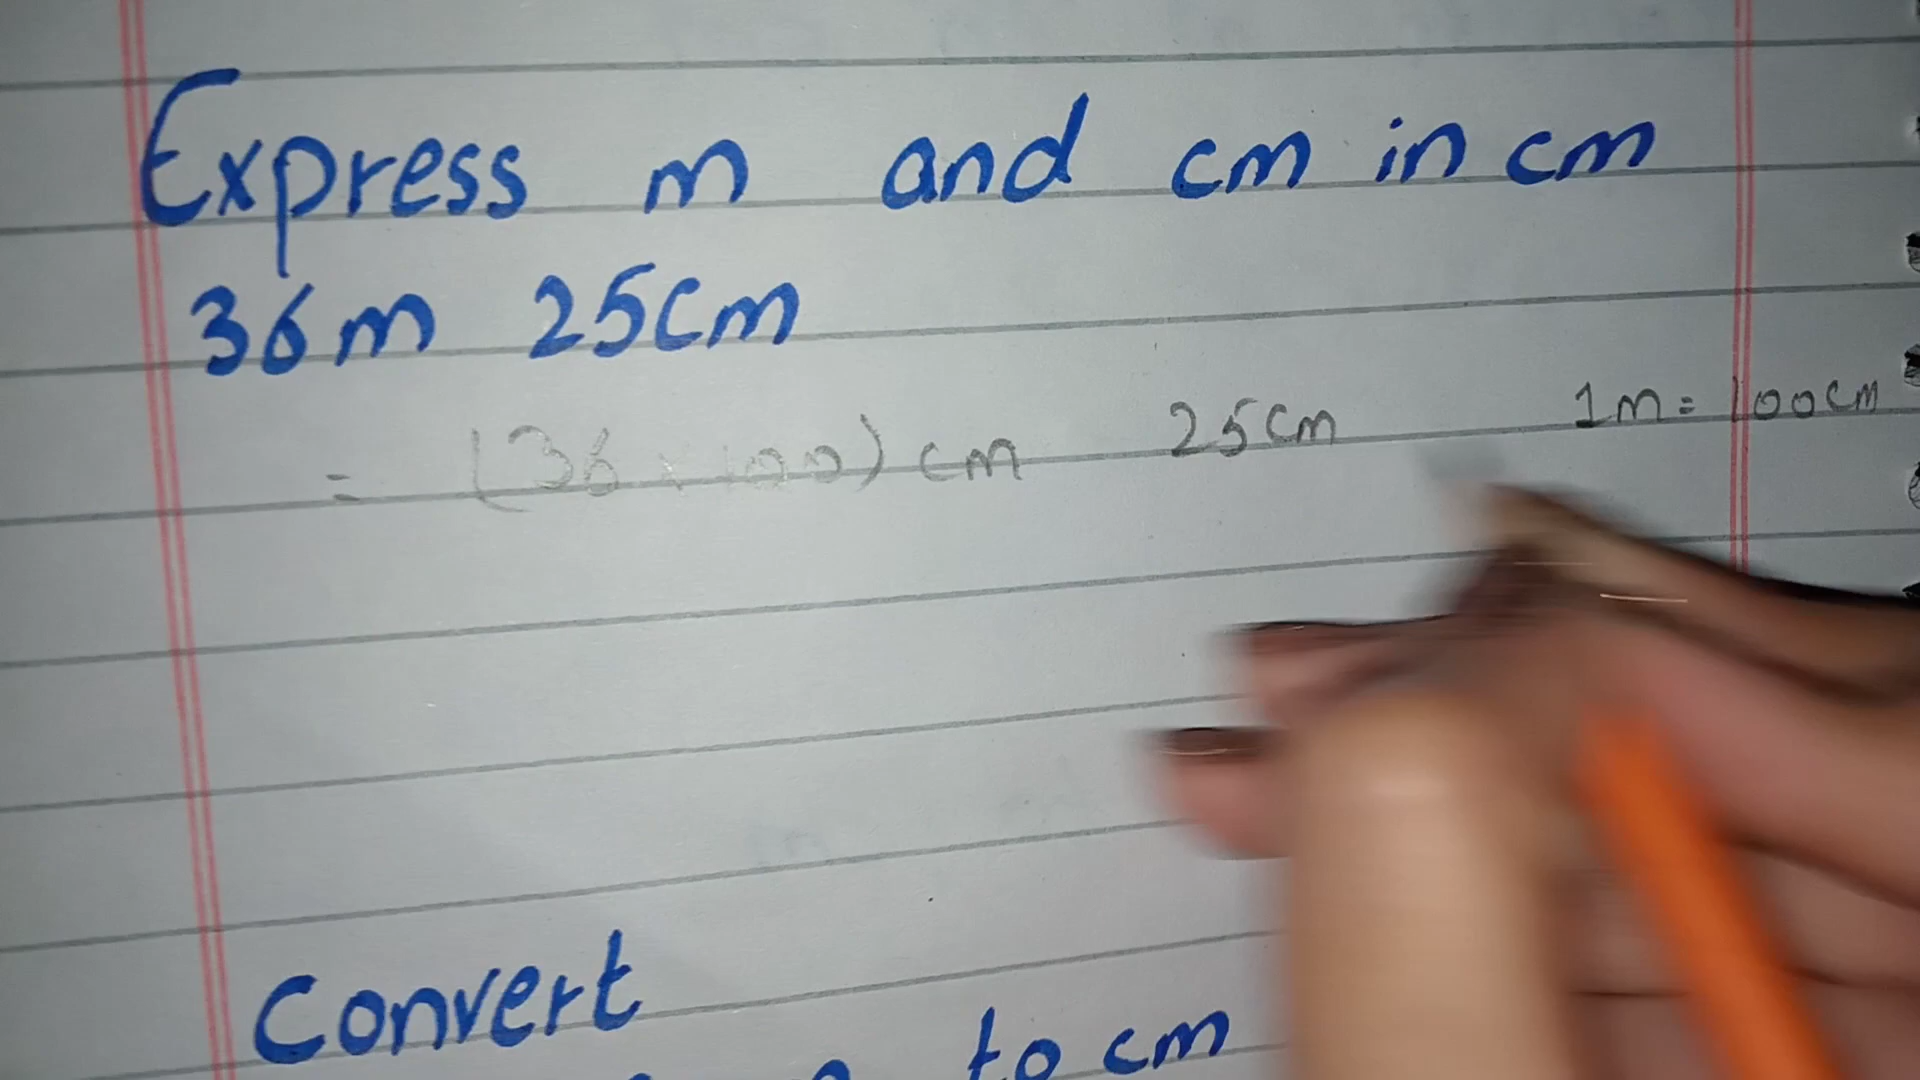 Express m and cm in cm
36m 25cm
= (36 × 100) cm 25cm 1m = 100cm
Convert
to cm